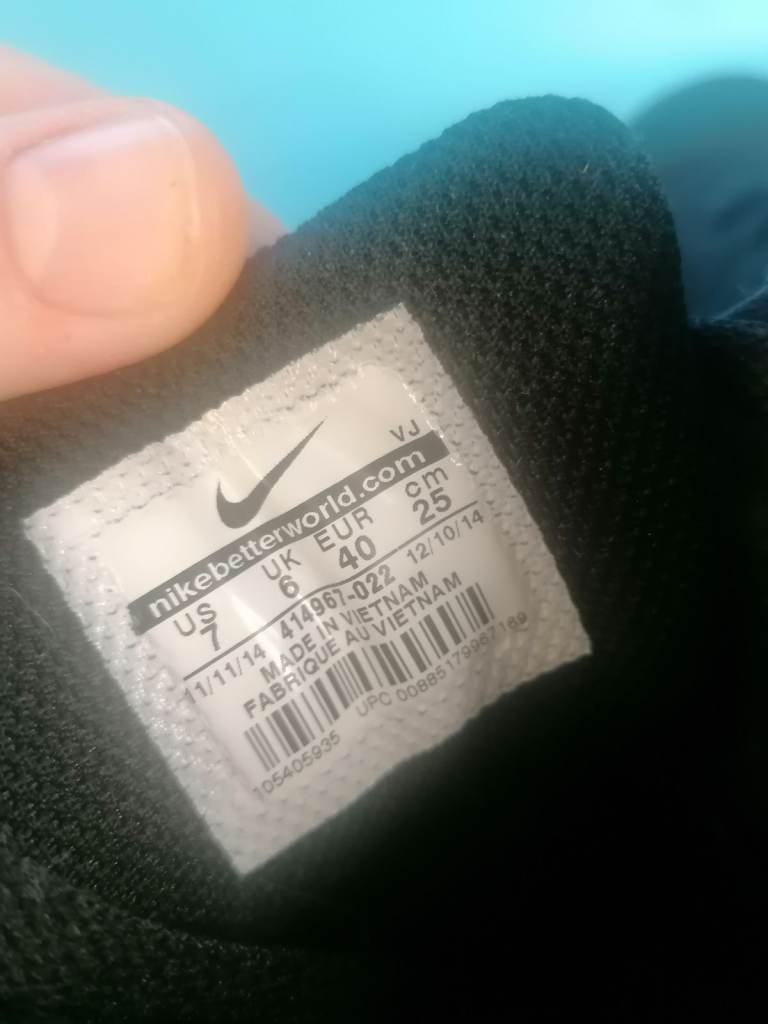 VJ
nikebetterworld.com
US UK EUR cm
7 6 40 25
11/11/14 414967-022 12/10/14
MADE IN VIETNAM
FABRIQUE AU VIETNAM
105405935 UPC 00885179967169